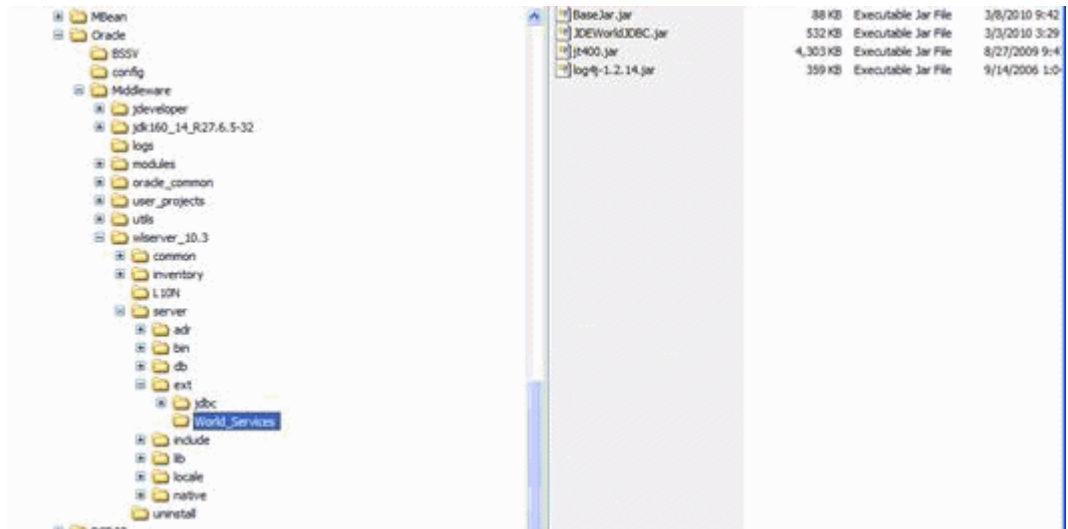 MBean
Oracle
BSSV
config
Middleware
jdeveloper
jdk160_14_R27.6.5-32
logs
modules
oracle_common
user_projects
utils
wlserver_10.3
common
inventory
L10N
server
adr
bin
db
ext
jdbc
World_Services
include
lib
locale
native
uninstall
BaseJar.jar 88 KB Executable Jar File 3/8/2010 9:42
JDEWorldJDBC.jar 532 KB Executable Jar File 3/3/2010 3:29
jt400.jar 4,303 KB Executable Jar File 8/27/2009 9:4
log4j-1.2.14.jar 359 KB Executable Jar File 9/14/2006 1:0